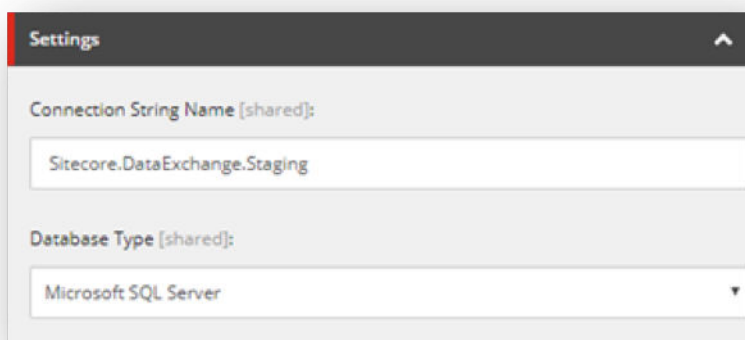 Settings
Connection String Name [shared]:
Sitecore.DataExchange.Staging
Database Type [shared]:
Microsoft SQL Server